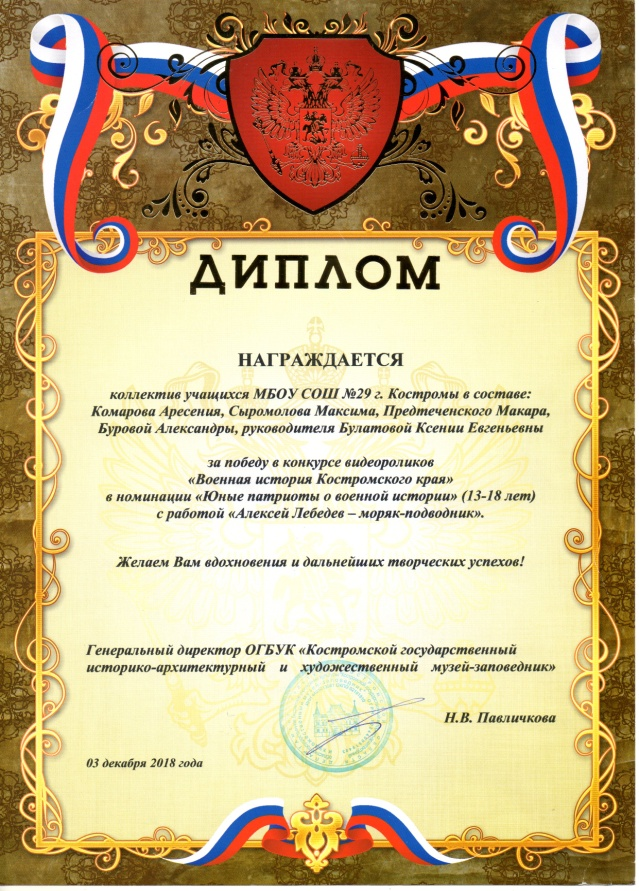 ДИПЛОМ
НАГРАЖДАЕТСЯ
коллектив учащихся МБОУ СОШ №29 г. Костромы в составе:
Комарова Аресения, Сыромолова Максима, Предтеченского Макара,
Буровой Александры, руководителя Булатовой Ксении Евгеньевны
за победу в конкурсе видеороликов
«Военная история Костромского края»
в номинации «Юные патриоты о военной истории» (13-18 лет)
с работой «Алексей Лебедев – моряк-подводник».
Желаем Вам вдохновения и дальнейших творческих успехов!
Генеральный директор ОГБУК «Костромской государственный
историко-архитектурный и художественный музей-заповедник»
Н.В. Павличкова
03 декабря 2018 года